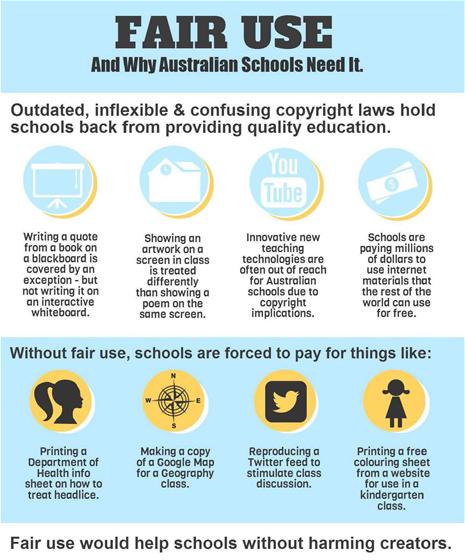 FAIR USE
And Why Australian Schools Need It.
Outdated, inflexible & confusing copyright laws hold
schools back from providing quality education.
You
Tube
$
Writing a quote
from a book on
a blackboard is
covered by an
exception - but
not writing it on
an interactive
whiteboard.
Showing an
artwork on a
screen in class
is treated
differently
than showing a
poem on the
same screen.
Innovative new
teaching
technologies are
often out of reach
for Australian
schools due to
copyright
implications.
Schools are
paying millions
of dollars to
use internet
materials that
the rest of the
world can use
for free.
Without fair use, schools are forced to pay for things like:
N
W E
S
Printing a
Department of
Health info
sheet on how to
treat headlice.
Making a copy
of a Google Map
for a Geography
class.
Reproducing a
Twitter feed to
stimulate class
discussion.
Printing a free
colouring sheet
from a website
for use in a
kindergarten
class.
Fair use would help schools without harming creators.